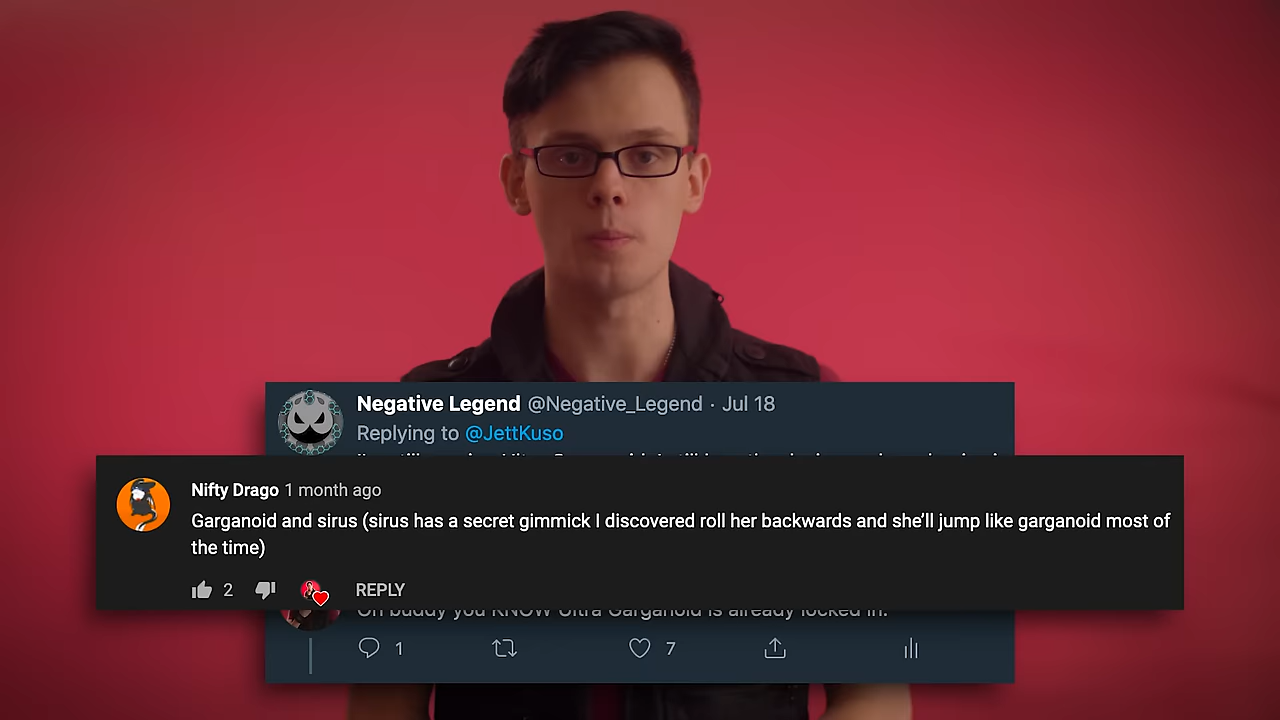 Negative Legend @Negative_Legend · Jul 18
Replying to @JettKuso
Nifty Drago 1 month ago
Garganoid and sirus (sirus has a secret gimmick I discovered roll her backwards and she'll jump like garganoid most of
the time)
2
REPLY
Oh buddy you KNOW Ultra Garganoid is already locked in.
1 7